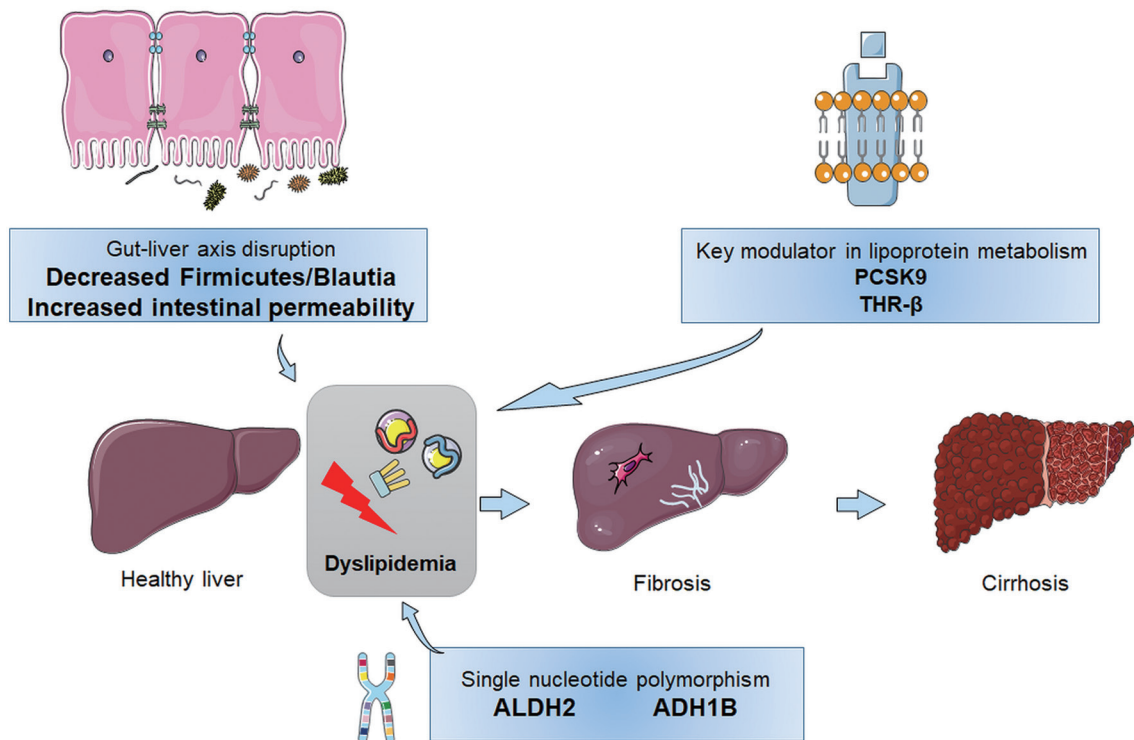 Gut-liver axis disruption
Decreased Firmicutes/Blautia
Increased intestinal permeability
Key modulator in lipoprotein metabolism
PCSK9
THR-β
Healthy liver
Dyslipidemia
Fibrosis
Cirrhosis
Single nucleotide polymorphism
ALDH2 ADH1B